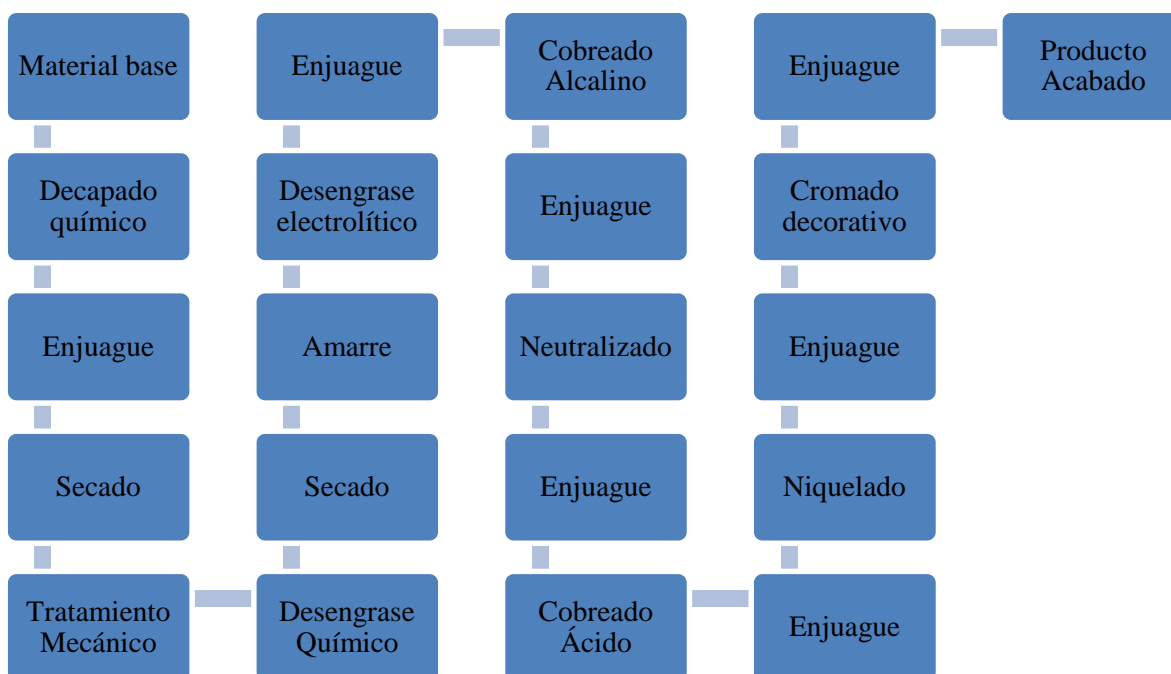 Material base
Decapado
químico
Enjuague
Secado
Tratamiento
Mecánico
Desengrase
Químico
Secado
Amarre
Desengrase
electrolítico
Enjuague
Cobreado
Alcalino
Enjuague
Neutralizado
Enjuague
Cobreado
Ácido
Enjuague
Niquelado
Enjuague
Cromado
decorativo
Enjuague
Producto
Acabado